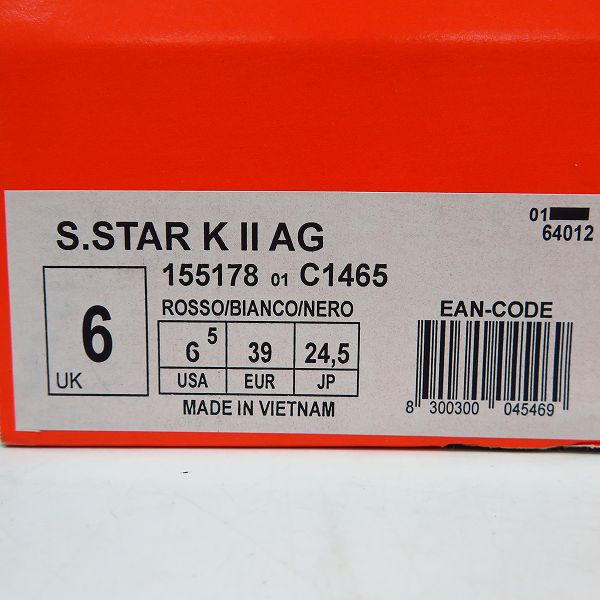 S.STAR K II AG
01
64012
155178 01 C1465
ROSSO/BIANCO/NERO
6
UK
6 5
USA
39
EUR
24,5
JP
MADE IN VIETNAM
EAN-CODE
8 300300 045469